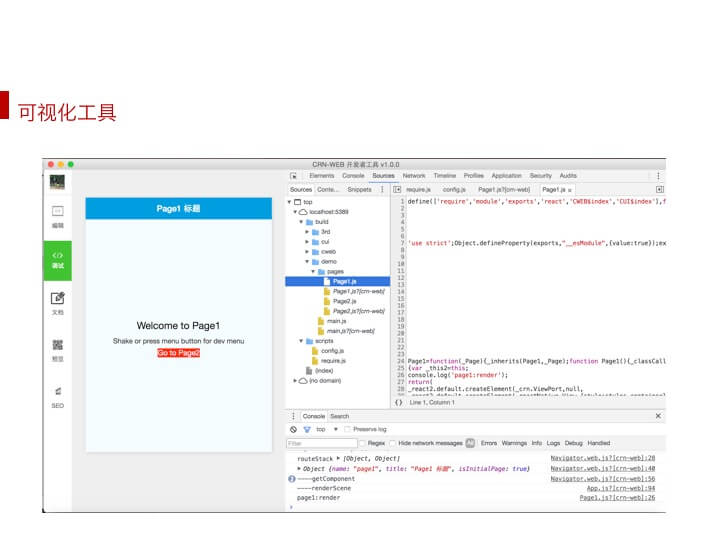 可视化工具
CRN-WEB 开发者工具 v1.0.0
编辑
调试
文档
预览
SEO
Page1 标题
Welcome to Page1
Shake or press menu button for dev menu
Go to Page2
Elements Console Sources Network Timeline Profiles Application Security Audits
Sources Conte... Snippets
require.js config.js Page1.js?[crn-web] Page1.js ×
top
localhost:5389
build
3rd
cui
cweb
demo
pages
Page1.js
Page1.js?[crn-web]
Page2.js
Page2.js?[crn-web]
main.js
main.js?[crn-web]
scripts
config.js
require.js
(index)
(no domain)
1 define(['require','module','exports','react','CWEB$index','CUI$index'],f
2
3
4
5
6
7 'use strict';Object.defineProperty(exports,"__esModule",{value:true});ex
8
9
10
11
12
13
14
15
16
17
18
19
20
21
22
23
24 Page1=function(_Page){_inherits(Page1,_Page);function Page1(){_classCall
25 {var _this2=this;
26 console.log('page1:render');
27 return(
28 _react2.default.createElement(_crn.ViewPort,null,
{} Line 1, Column 1
Console Search
top Preserve log
Filter Regex Hide network messages All Errors Warnings Info Logs Debug Handled
routeStack [Object, Object] Navigator.web.js?[crn-web]:28
Object {name: "page1", title: "Page1 标题", isInitialPage: true} Navigator.web.js?[crn-web]:40
2 ----getComponent Navigator.web.js?[crn-web]:56
----renderScene App.js?[crn-web]:94
page1:render Page1.js?[crn-web]:26